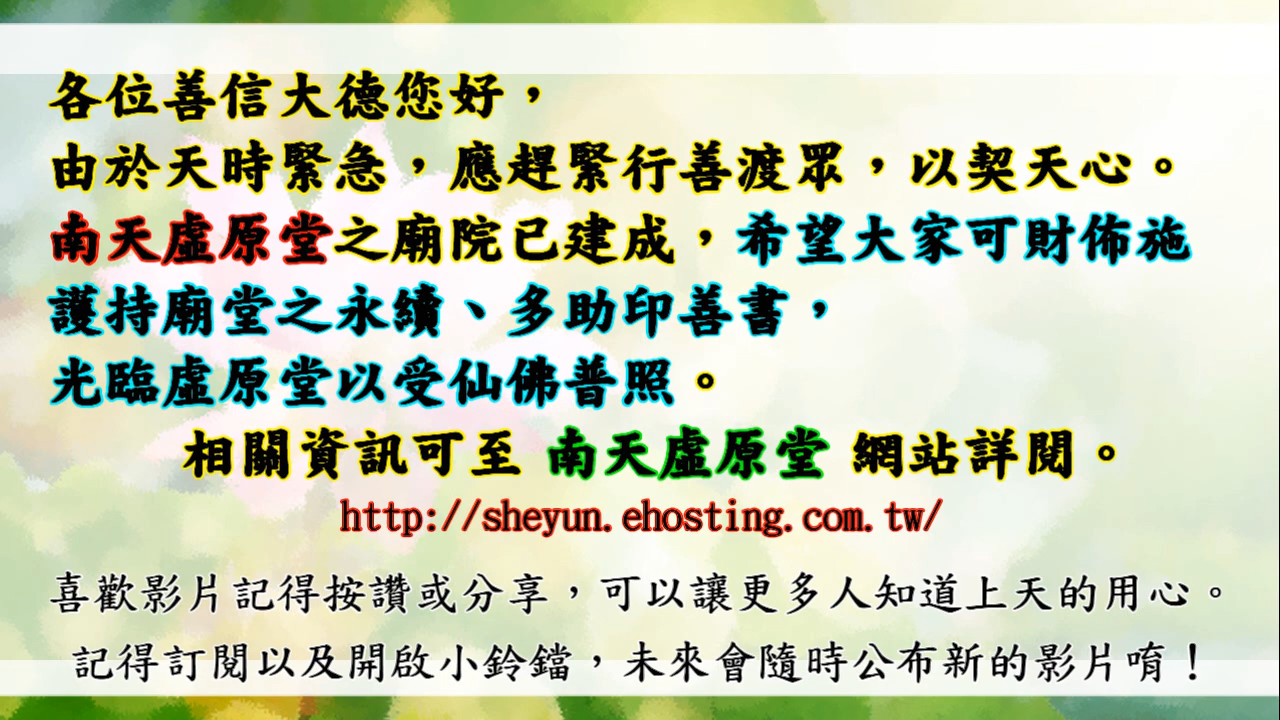 各位善信大德您好，
由於天時緊急，應趕緊行善渡眾，以契天心。
南天虛原堂之廟院已建成，希望大家可財佈施
護持廟堂之永續、多助印善書，
光臨虛原堂以受仙佛普照。
相關資訊可至 南天虛原堂 網站詳閱。
http://sheyun.ehosting.com.tw/
喜歡影片記得按讚或分享，可以讓更多人知道上天的用心。
記得訂閱以及開啟小鈴鐺，未來會隨時公布新的影片唷！